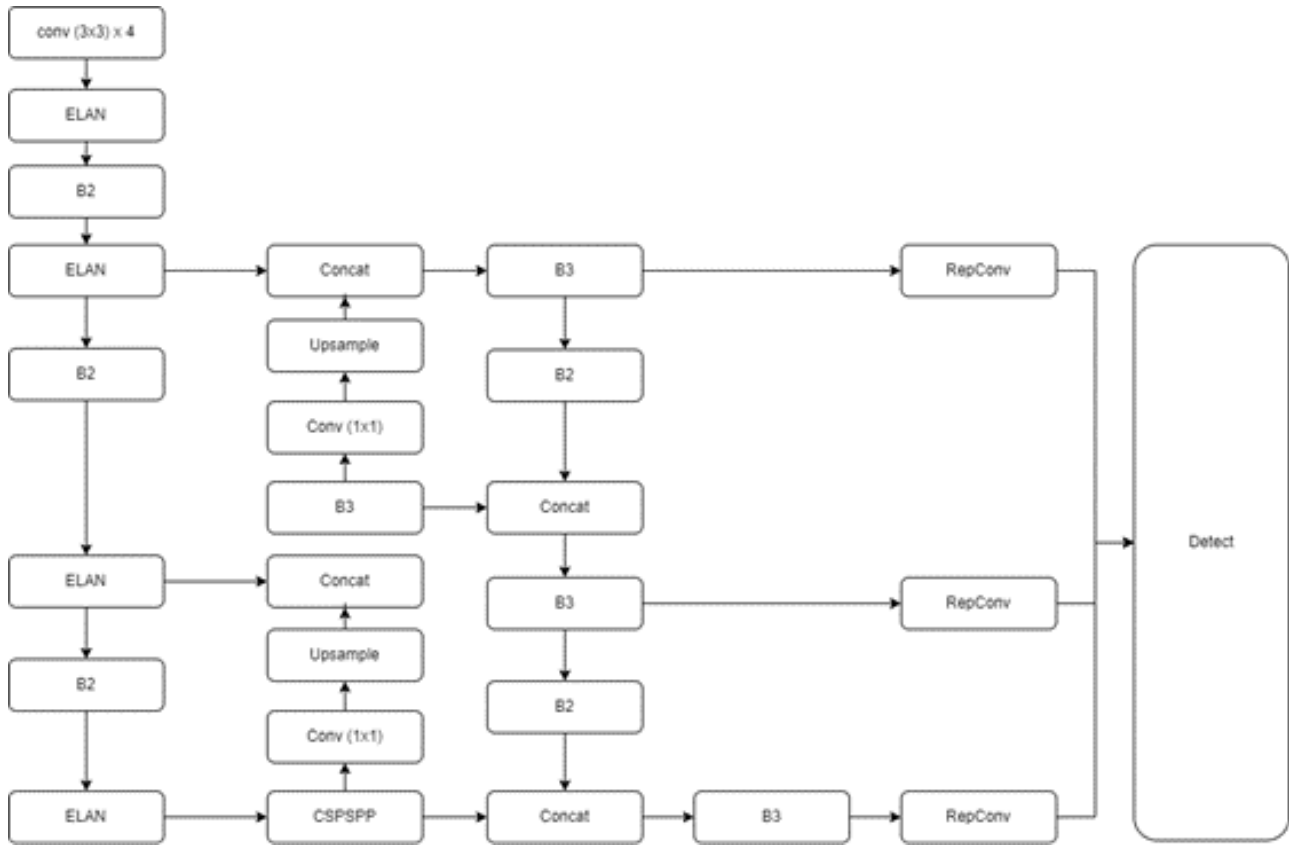 conv (3x3) x 4
ELAN
B2
ELAN
Concat
B3
RepConv
Upsample
B2
B2
Conv (1x1)
B3
Concat
Detect
ELAN
Concat
B3
RepConv
Upsample
B2
B2
Conv (1x1)
ELAN
CSPSPP
Concat
B3
RepConv